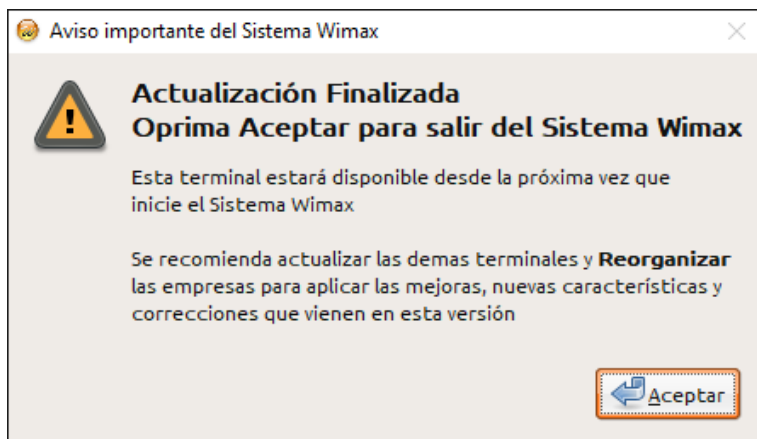 Aviso importante del Sistema Wimax
Actualización Finalizada
Oprima Aceptar para salir del Sistema Wimax
Esta terminal estará disponible desde la próxima vez que
inicie el Sistema Wimax
Se recomienda actualizar las demas terminales y Reorganizar
las empresas para aplicar las mejoras, nuevas características y
correcciones que vienen en esta versión
Aceptar